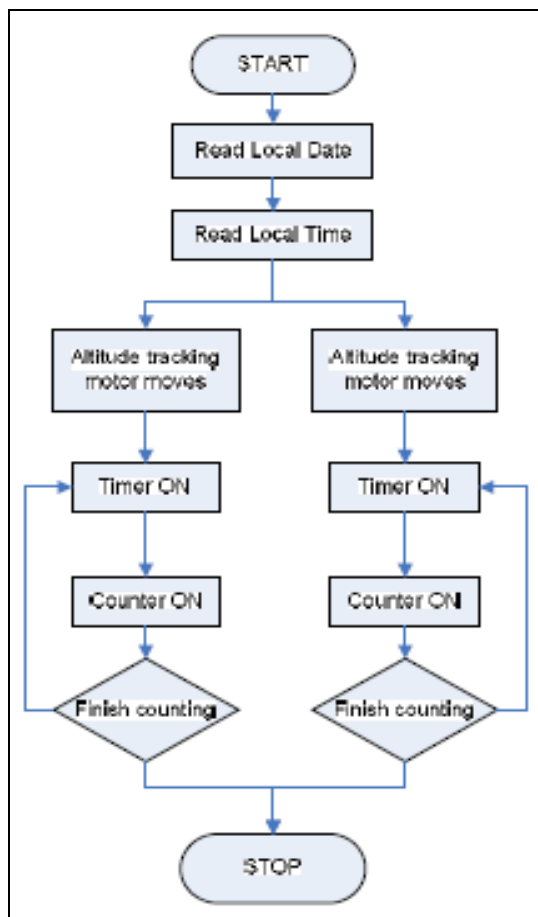 START
Read Local Date
Read Local Time
Altitude tracking
motor moves
Altitude tracking
motor moves
Timer ON
Timer ON
Counter ON
Counter ON
Finish counting
Finish counting
STOP